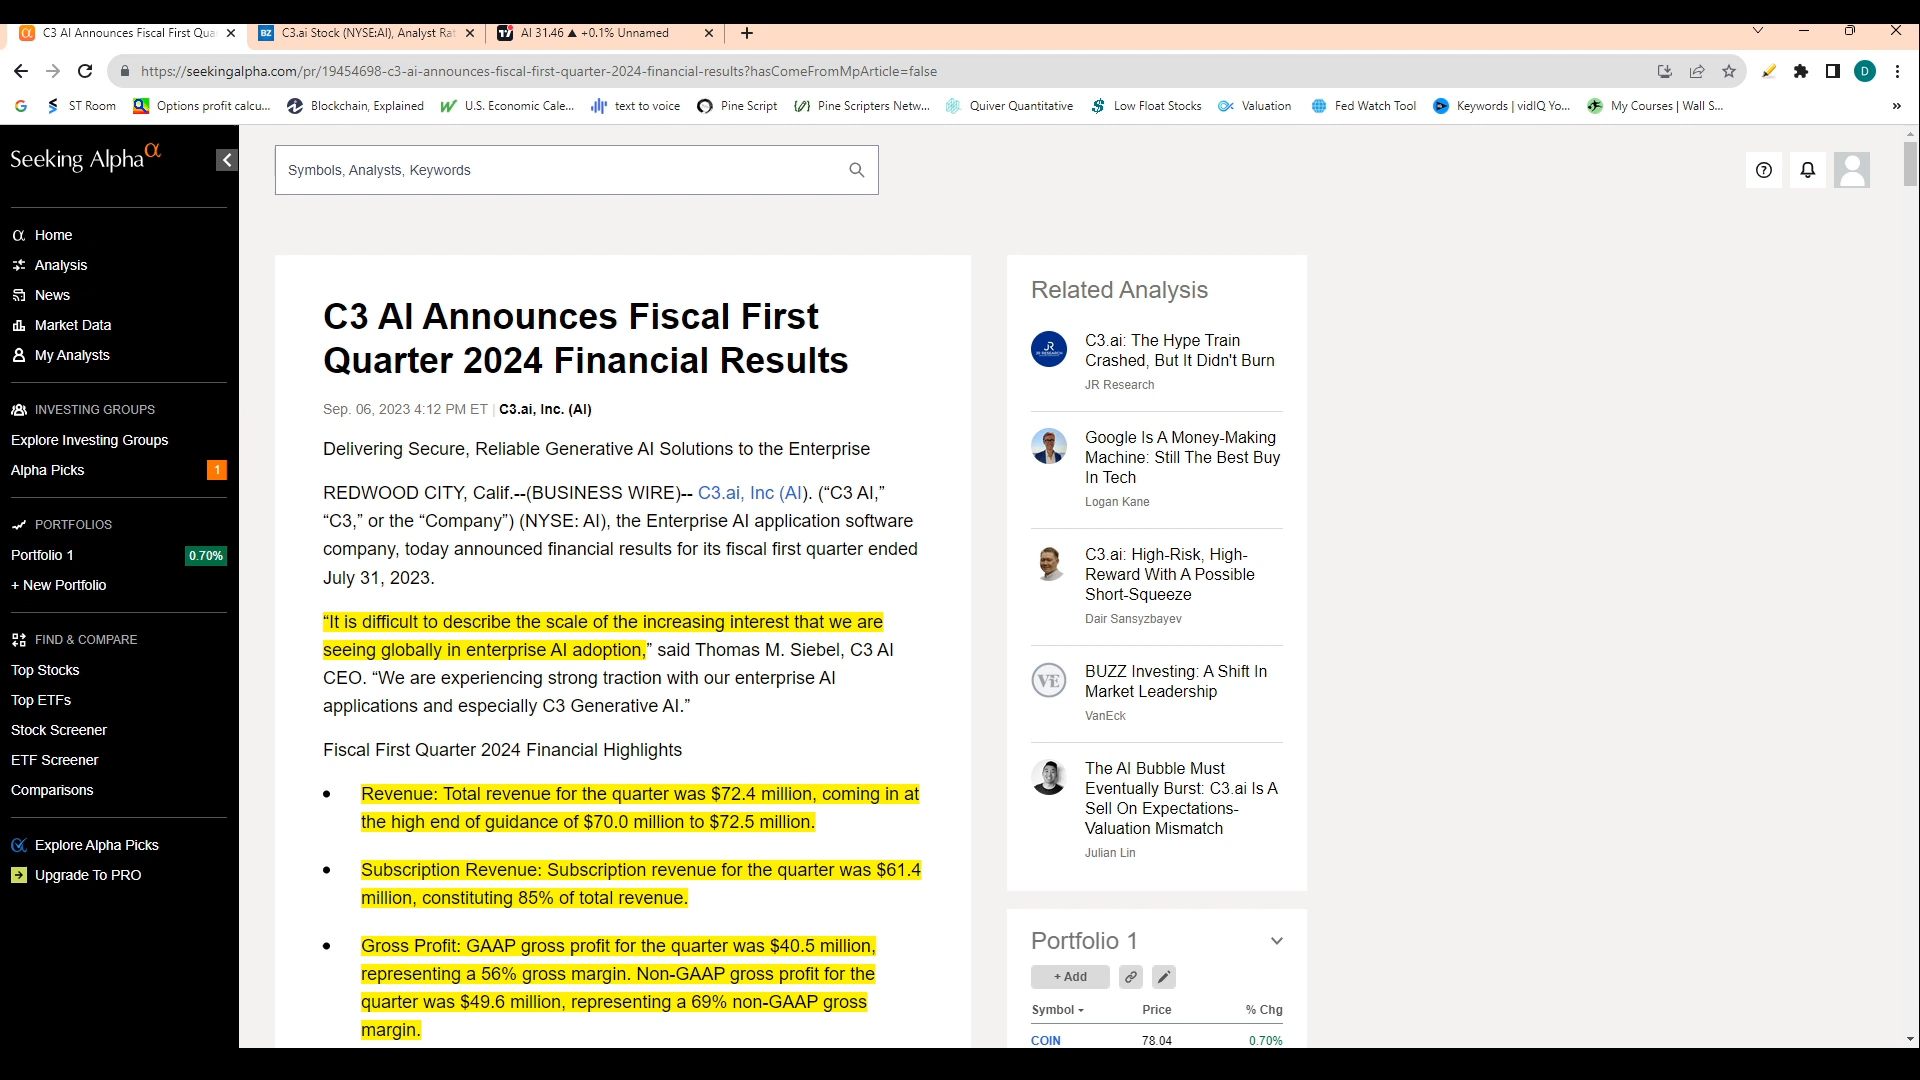 C3 AI Announces Fiscal First Qua
C3.ai Stock (NYSE:AI), Analyst Rat
AI 31.46 ▲ +0.1% Unnamed
https://seekingalpha.com/pr/19454698-c3-ai-announces-fiscal-first-quarter-2024-financial-results?hasComeFromMpArticle=false
D
ST Room
Options profit calcu...
Blockchain, Explained
U.S. Economic Cale...
text to voice
Pine Script
Pine Scripters Netw...
Quiver Quantitative
Low Float Stocks
Valuation
Fed Watch Tool
Keywords | vidIQ Yo...
My Courses | Wall S...
»
Seeking Alpha α
Home
Analysis
News
Market Data
My Analysts
INVESTING GROUPS
Explore Investing Groups
Alpha Picks 1
PORTFOLIOS
Portfolio 1 0.70%
+ New Portfolio
FIND & COMPARE
Top Stocks
Top ETFs
Stock Screener
ETF Screener
Comparisons
Explore Alpha Picks
Upgrade To PRO
Symbols, Analysts, Keywords
C3 AI Announces Fiscal First
Quarter 2024 Financial Results
Sep. 06, 2023 4:12 PM ET | C3.ai, Inc. (AI)
Delivering Secure, Reliable Generative AI Solutions to the Enterprise
REDWOOD CITY, Calif.--(BUSINESS WIRE)-- C3.ai, Inc (AI). (“C3 AI,”
“C3,” or the “Company”) (NYSE: AI), the Enterprise AI application software
company, today announced financial results for its fiscal first quarter ended
July 31, 2023.
“It is difficult to describe the scale of the increasing interest that we are
seeing globally in enterprise AI adoption,” said Thomas M. Siebel, C3 AI
CEO. “We are experiencing strong traction with our enterprise AI
applications and especially C3 Generative AI.”
Fiscal First Quarter 2024 Financial Highlights
• Revenue: Total revenue for the quarter was $72.4 million, coming in at
the high end of guidance of $70.0 million to $72.5 million.
• Subscription Revenue: Subscription revenue for the quarter was $61.4
million, constituting 85% of total revenue.
• Gross Profit: GAAP gross profit for the quarter was $40.5 million,
representing a 56% gross margin. Non-GAAP gross profit for the
quarter was $49.6 million, representing a 69% non-GAAP gross
margin.
Related Analysis
C3.ai: The Hype Train
Crashed, But It Didn't Burn
JR Research
Google Is A Money-Making
Machine: Still The Best Buy
In Tech
Logan Kane
C3.ai: High-Risk, High-
Reward With A Possible
Short-Squeeze
Dair Sansyzbayev
BUZZ Investing: A Shift In
Market Leadership
VanEck
The AI Bubble Must
Eventually Burst: C3.ai Is A
Sell On Expectations-
Valuation Mismatch
Julian Lin
Portfolio 1
+ Add
Symbol Price % Chg
COIN 78.04 0.70%